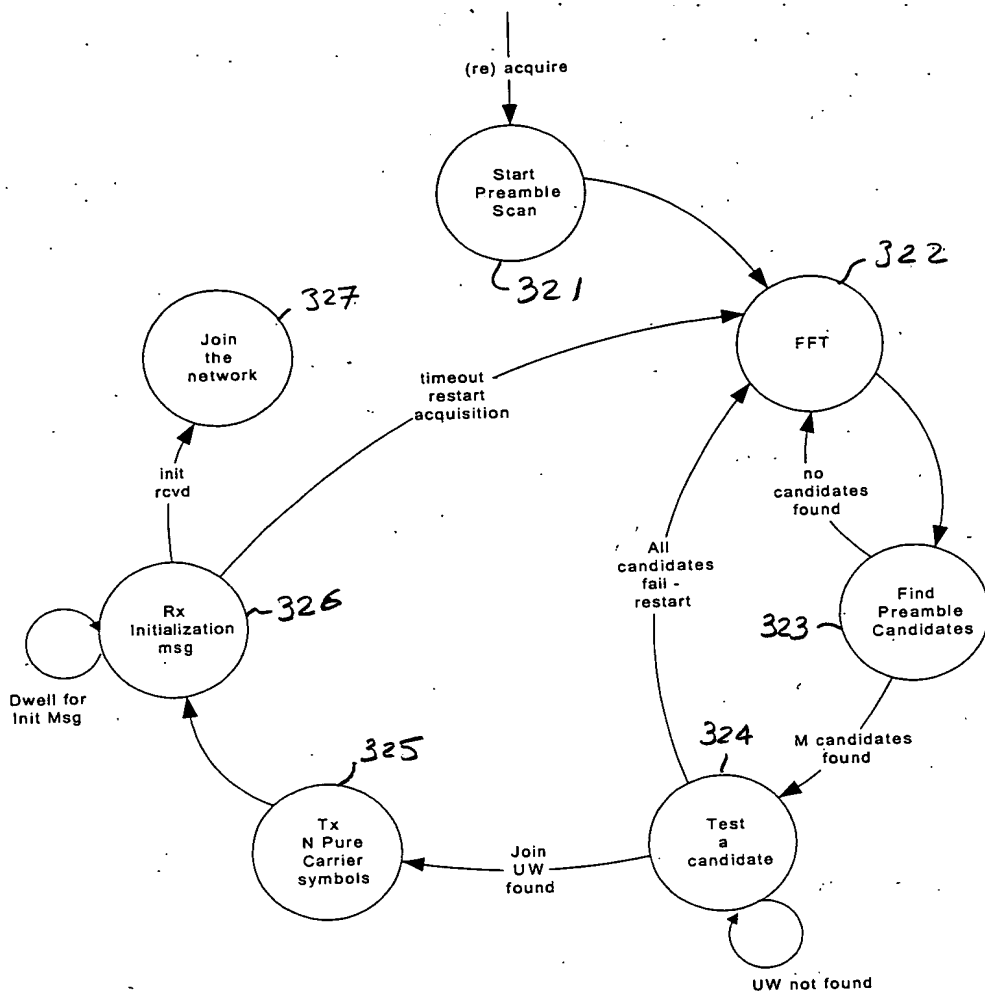 (re) acquire
Start
Preamble
Scan
321
322
FFT
327
Join
the
network
timeout
restart
acquisition
init
rcvd
no
candidates
found
All
candidates
fail -
restart
Find
Preamble
Candidates
323
Rx
Initialization
msg
326
Dwell for
Init Msg
M candidates
found
324
325
Tx
N Pure
Carrier
symbols
Join
UW
found
Test
a
candidate
UW not found